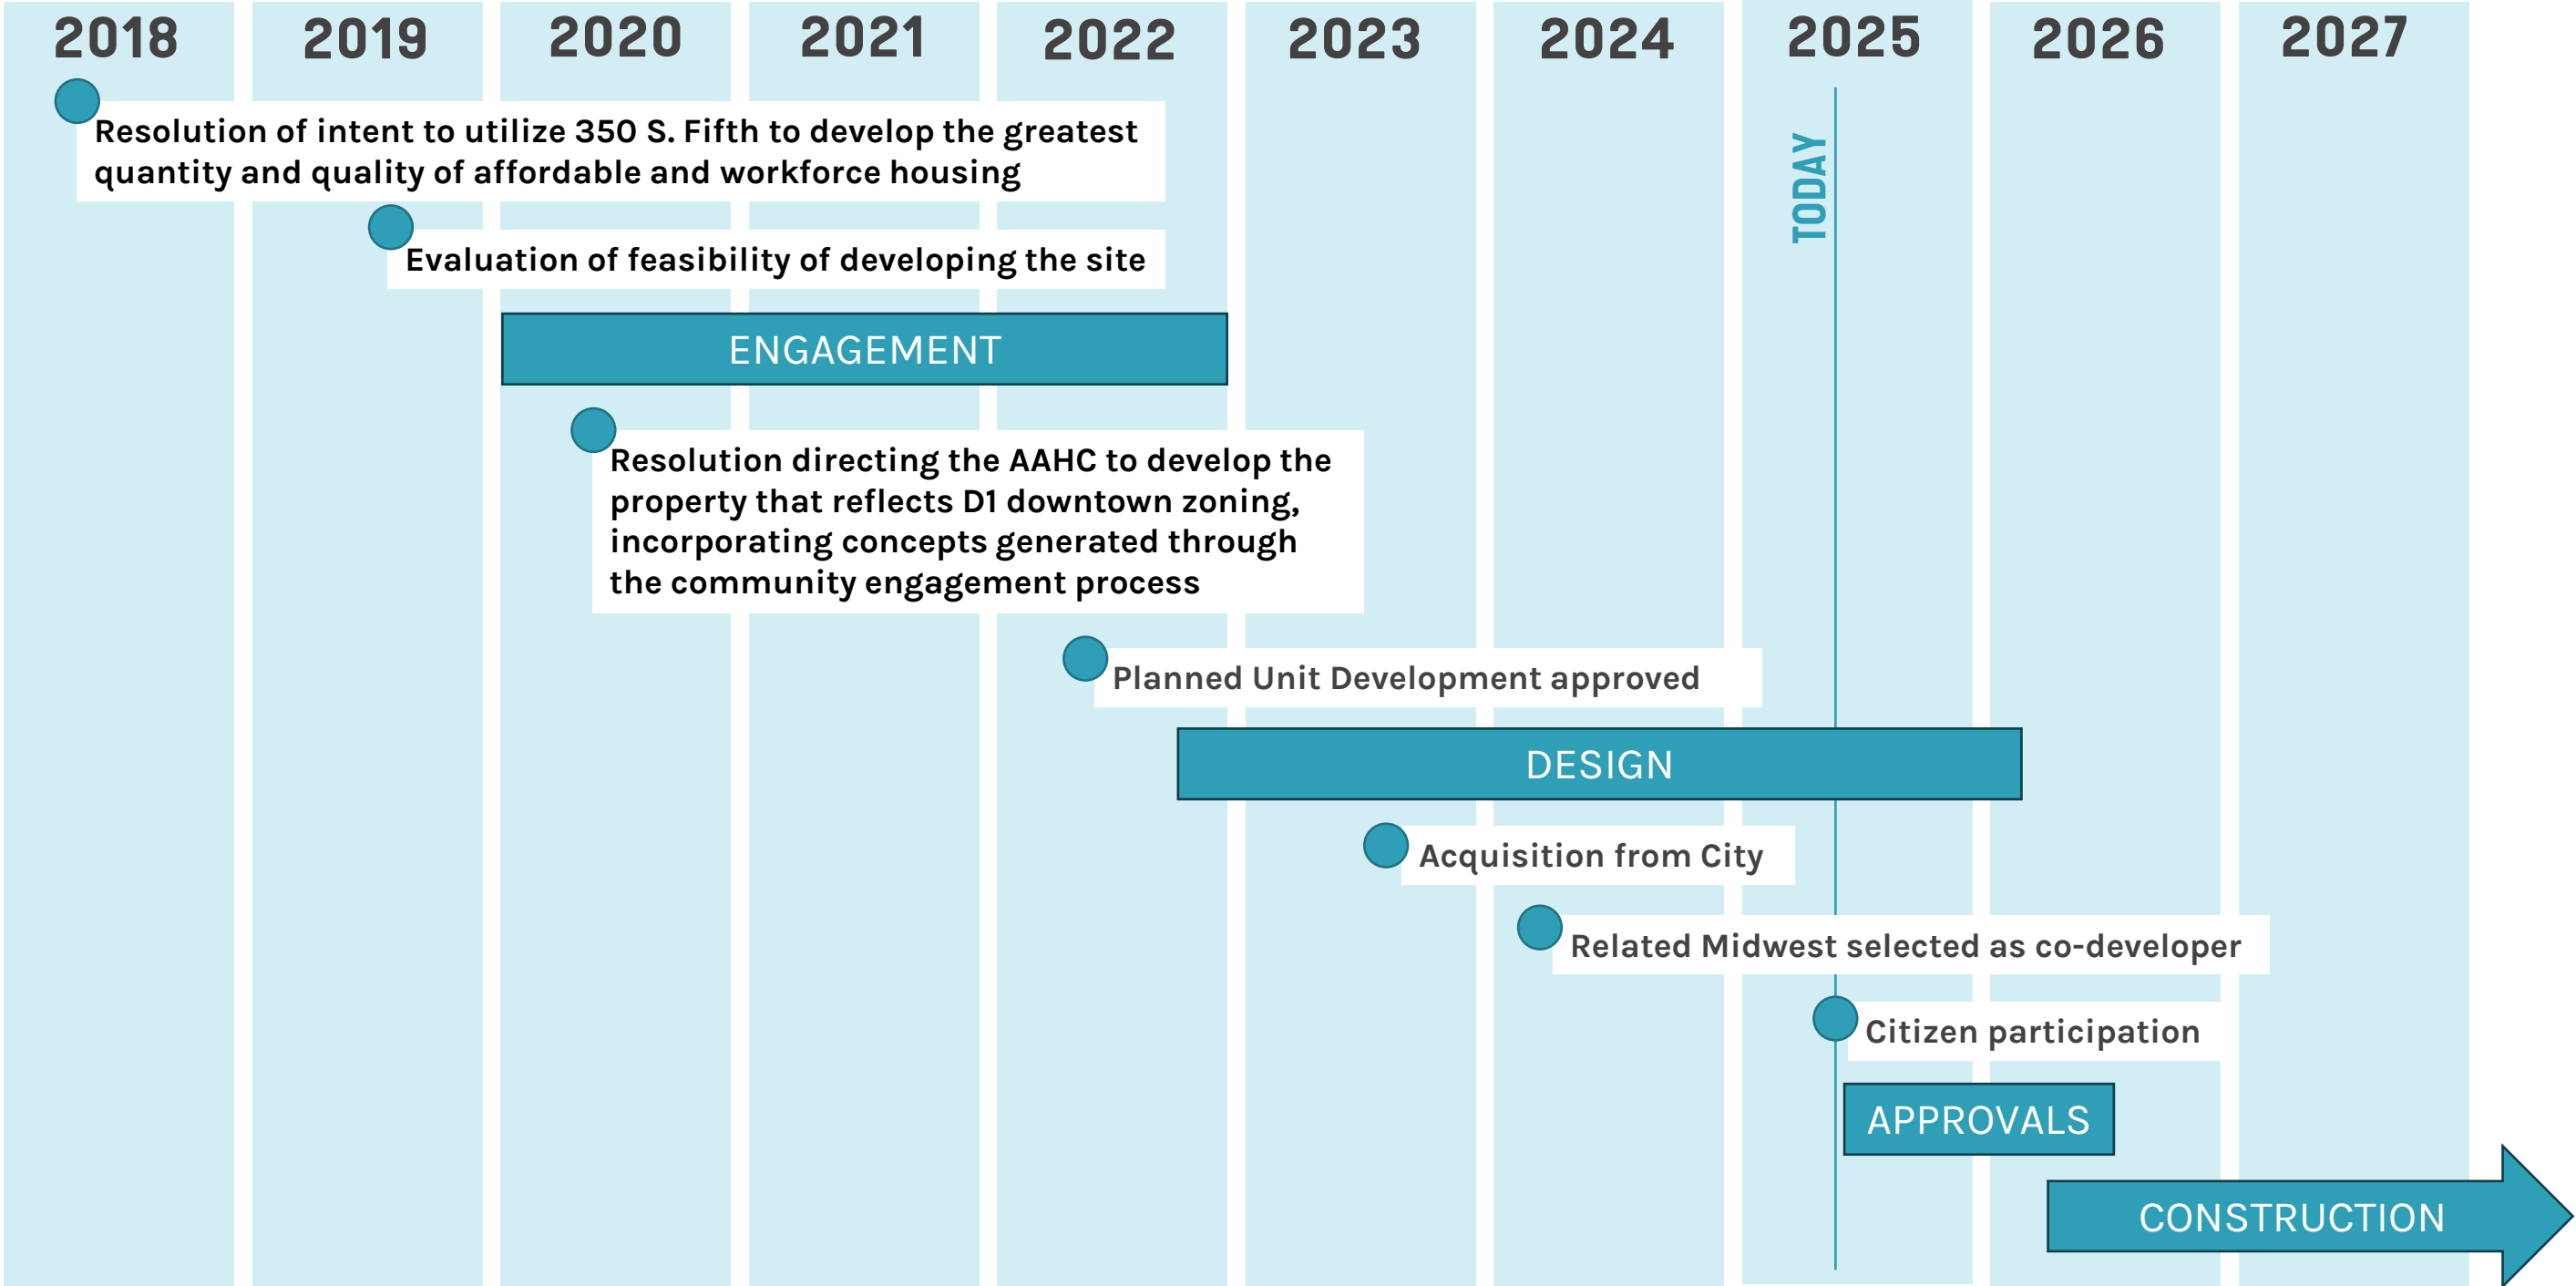 2018 2019 2020 2021 2022 2023 2024 2025 2026 2027
TODAY
Resolution of intent to utilize 350 S. Fifth to develop the greatest
quantity and quality of affordable and workforce housing
Evaluation of feasibility of developing the site
ENGAGEMENT
Resolution directing the AAHC to develop the
property that reflects D1 downtown zoning,
incorporating concepts generated through
the community engagement process
Planned Unit Development approved
DESIGN
Acquisition from City
Related Midwest selected as co-developer
Citizen participation
APPROVALS
CONSTRUCTION